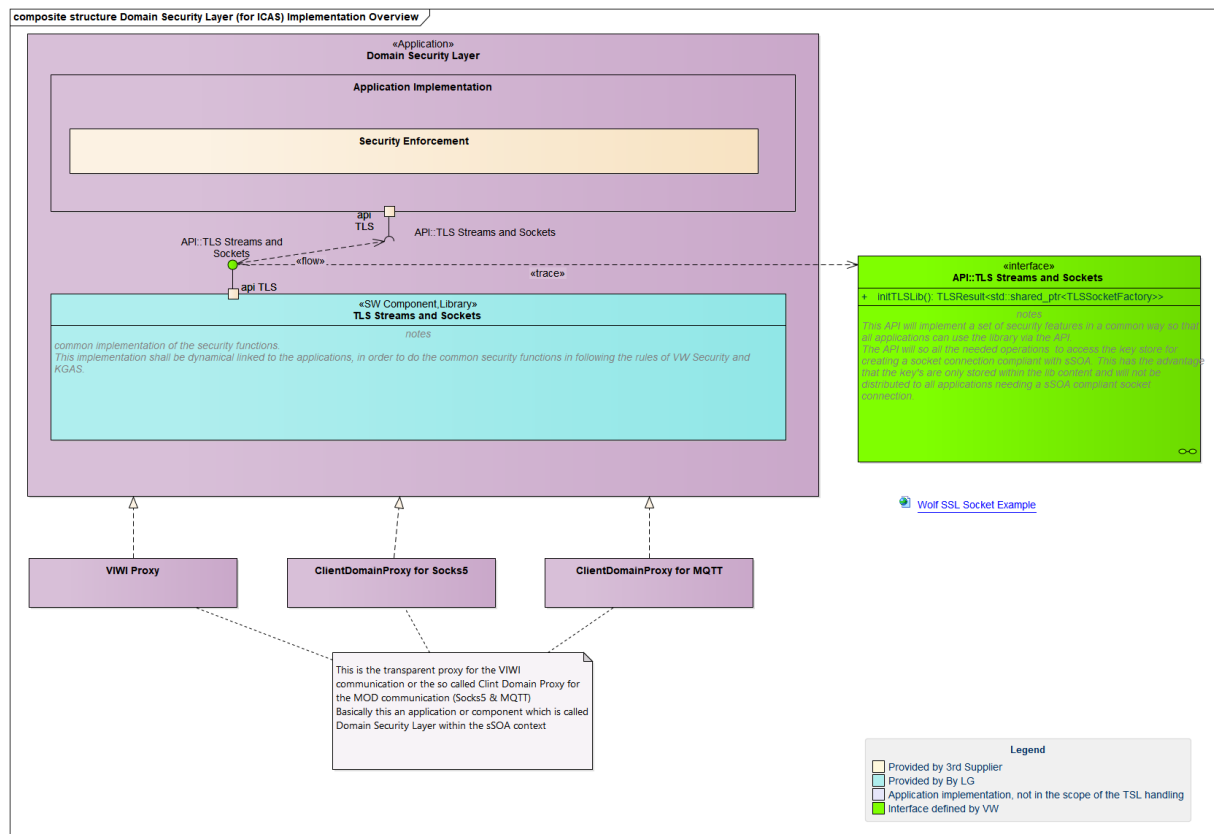 composite structure Domain Security Layer (for ICAS) Implementation Overview
«Application»
Domain Security Layer
Application Implementation
Security Enforcement
api
TLS
API::TLS Streams and Sockets
API::TLS Streams and
Sockets
«flow»
«trace»
api TLS
«SW Component,Library»
TLS Streams and Sockets
notes
common implementation of the security functions.
This implementation shall be dynamical linked to the applications, in order to do the common security functions in following the rules of VW Security and
KGAS.
«interface»
API::TLS Streams and Sockets
+ initTLSLib(): TLSResult<std::shared_ptr<TLSSocketFactory>>
notes
This API will implement a set of security features in a common way so that
all applications can use the library via the API.
The API will so all the needed operations to access the key store for
creating a socket connection compliant with sSOA. This has the advantage
that the key's are only stored within the lib content and will not be
distributed to all applications needing a sSOA compliant socket
connection.
Wolf SSL Socket Example
VIWI Proxy
ClientDomainProxy for Socks5
ClientDomainProxy for MQTT
This is the transparent proxy for the VIWI
communication or the so called Clint Domain Proxy for
the MOD communication (Socks5 & MQTT)
Basically this an application or component which is called
Domain Security Layer within the sSOA context
Legend
Provided by 3rd Supplier
Provided by By LG
Application implementation, not in the scope of the TSL handling
Interface defined by VW